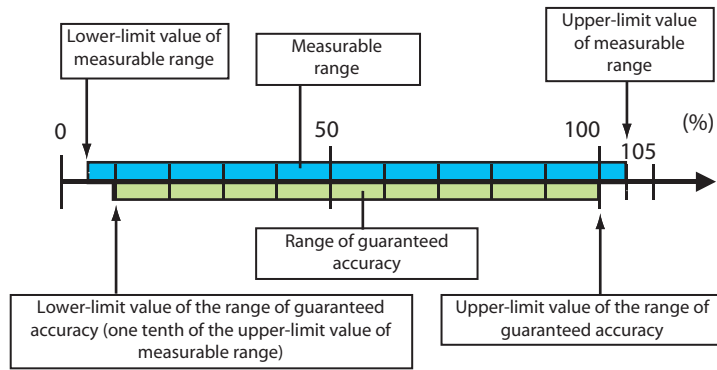 Lower-limit value of
measurable range
Measurable
range
Upper-limit value
of measurable
range
0
50
100
105
(%)
Range of guaranteed
accuracy
Lower-limit value of the range of guaranteed
accuracy (one tenth of the upper-limit value of
measurable range)
Upper-limit value of the range of
guaranteed accuracy